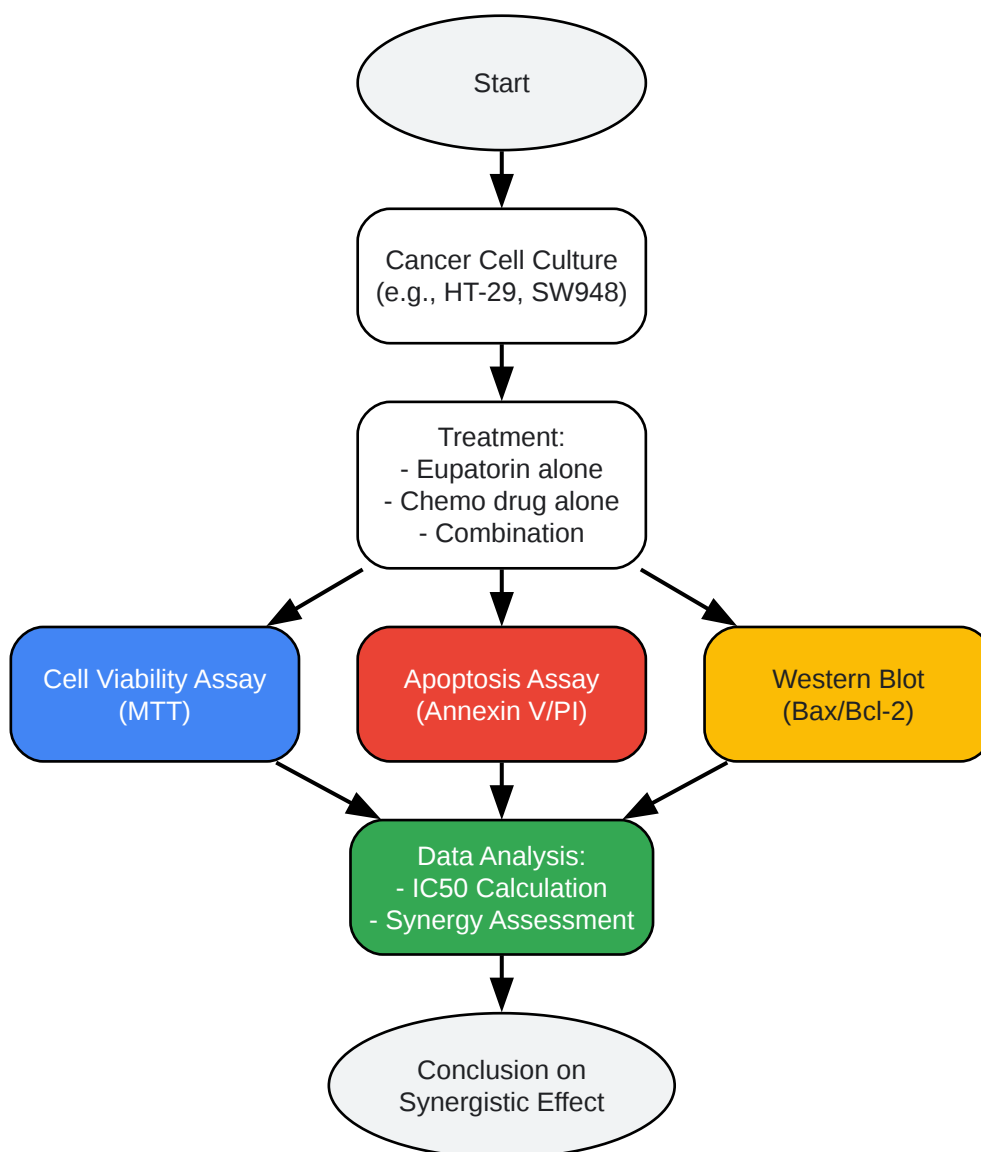 Start
Cancer Cell Culture
(e.g., HT-29, SW948)
Treatment:
- Eupatorin alone
- Chemo drug alone
- Combination
Cell Viability Assay
(MTT)
Apoptosis Assay
(Annexin V/PI)
Western Blot
(Bax/Bcl-2)
Data Analysis:
- IC50 Calculation
- Synergy Assessment
Conclusion on
Synergistic Effect